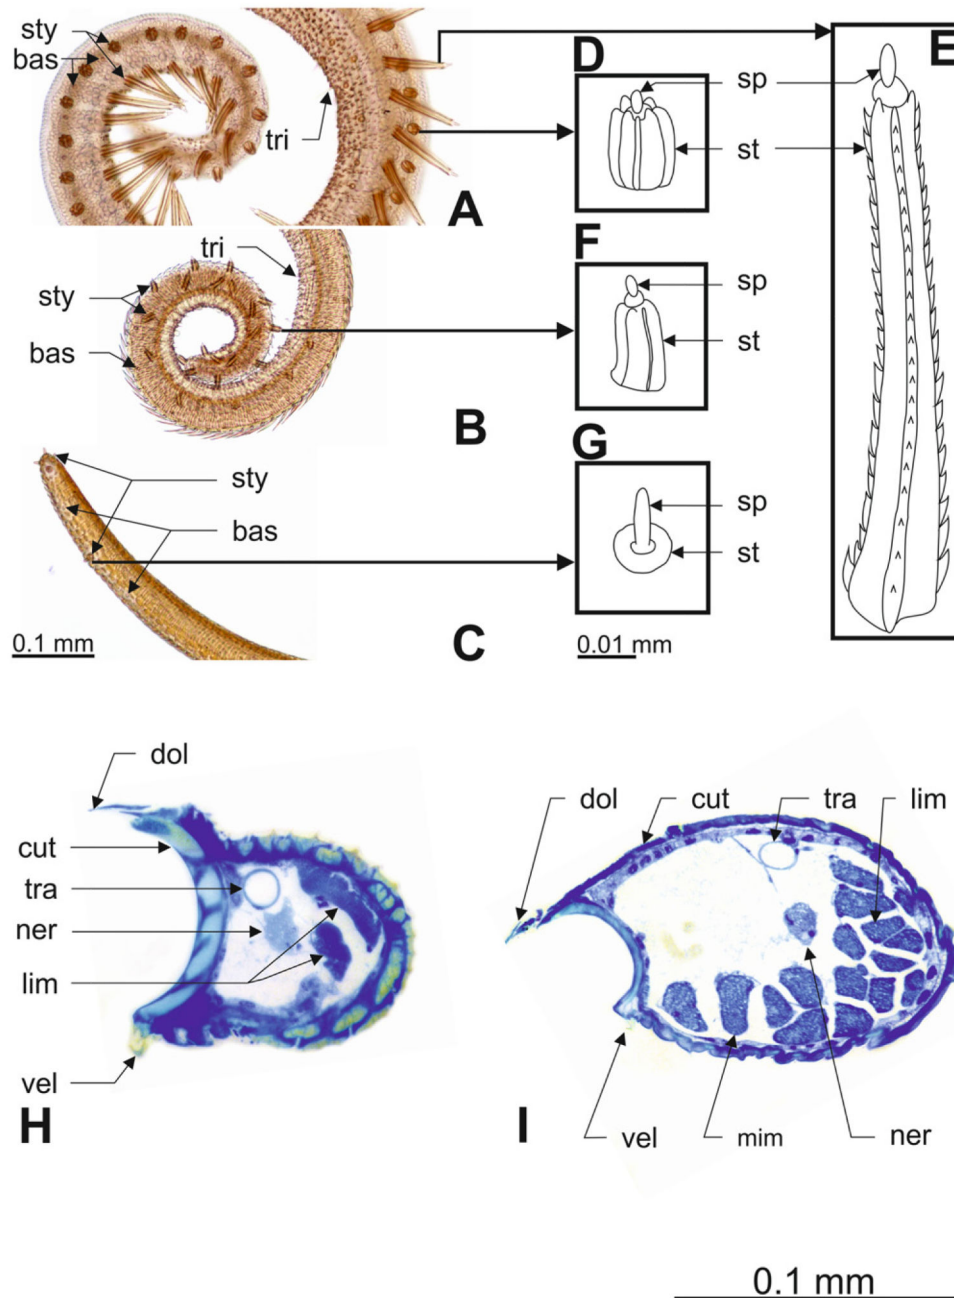 sty
bas
tri
A
D
sp
st
E
tri
sty
bas
B
F
sp
st
sty
bas
C
0.1 mm
G
sp
st
0.01 mm
dol
cut
tra
ner
lim
vel
H
dol
cut
tra
lim
I
vel
mim
ner
0.1 mm